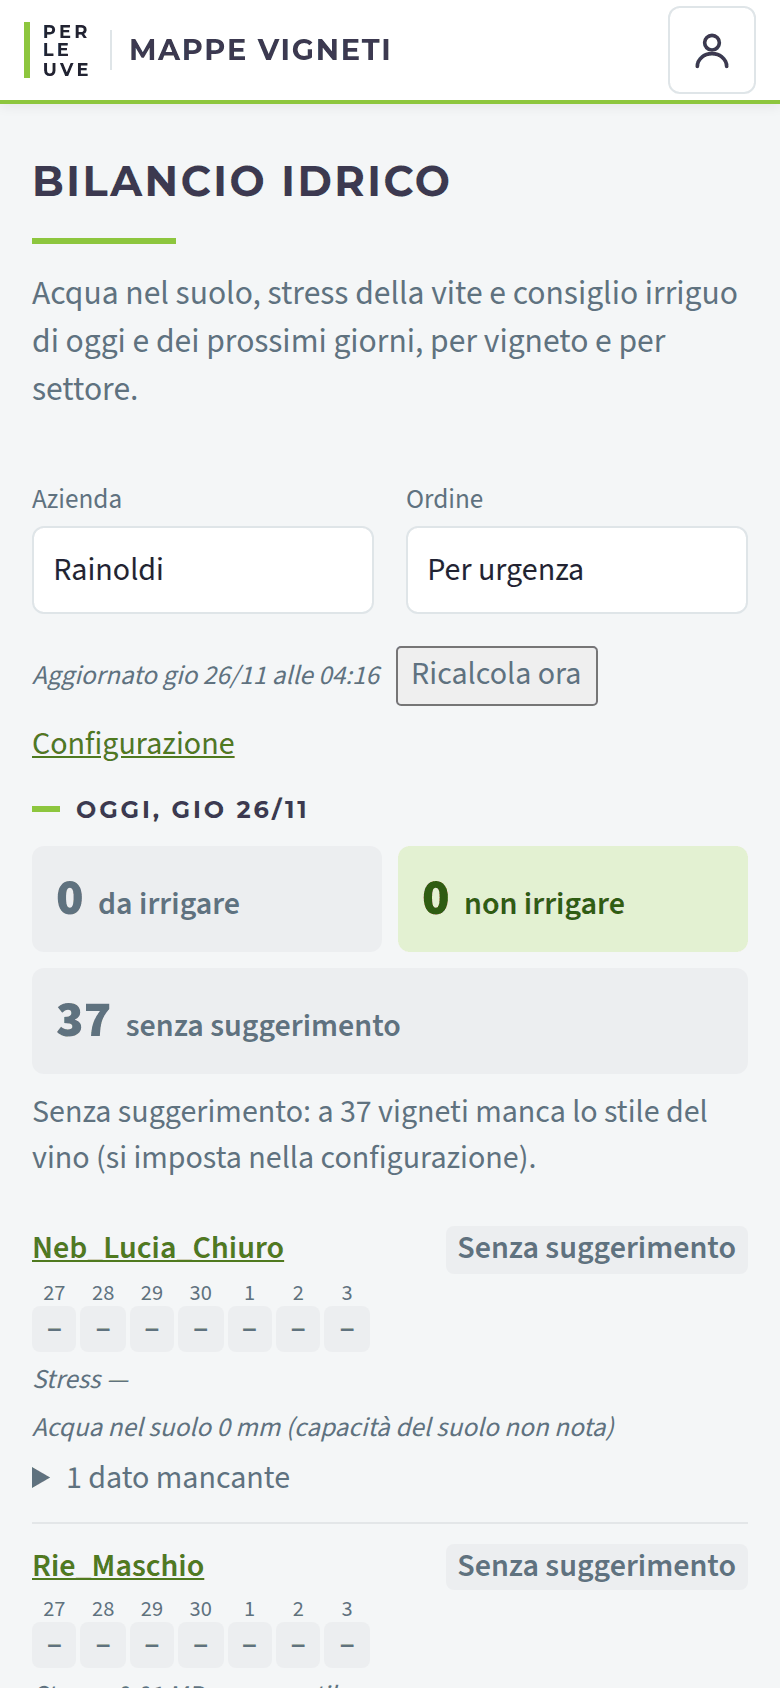 PER
LE
UVE
MAPPE VIGNETI
BILANCIO IDRICO
Acqua nel suolo, stress della vite e consiglio irriguo
di oggi e dei prossimi giorni, per vigneto e per
settore.
Azienda
Ordine
Rainoldi
Per urgenza
Aggiornato gio 26/11 alle 04:16
Ricalcola ora
Configurazione
OGGI, GIO 26/11
0 da irrigare
0 non irrigare
37 senza suggerimento
Senza suggerimento: a 37 vigneti manca lo stile del
vino (si imposta nella configurazione).
Neb_Lucia_Chiuro
Senza suggerimento
27 28 29 30 1 2 3
– – – – – – –
Stress —
Acqua nel suolo 0 mm (capacità del suolo non nota)
1 dato mancante
Rie_Maschio
Senza suggerimento
27 28 29 30 1 2 3
– – – – – – –